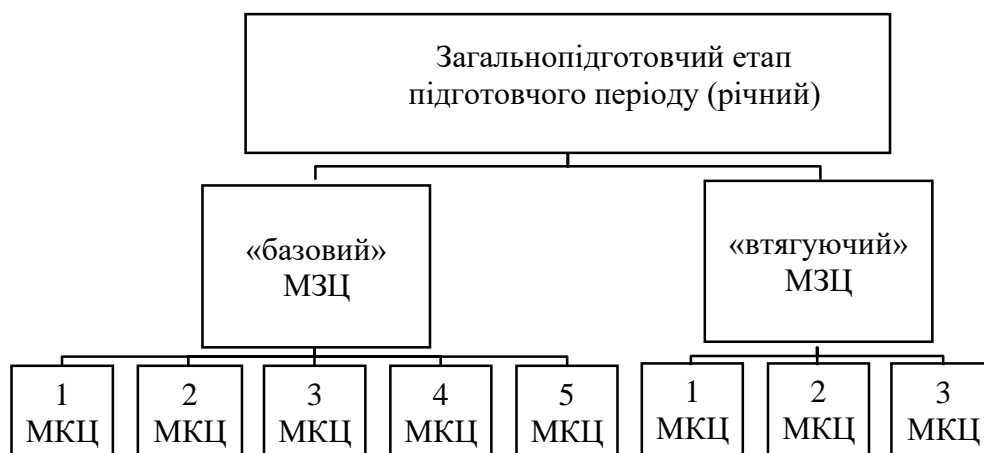 Загальнопідготовчий етап
підготовчого періоду (річний)
«базовий»
МЗЦ
«втягуючий»
МЗЦ
1
МКЦ
2
МКЦ
3
МКЦ
4
МКЦ
5
МКЦ
1
МКЦ
2
МКЦ
3
МКЦ